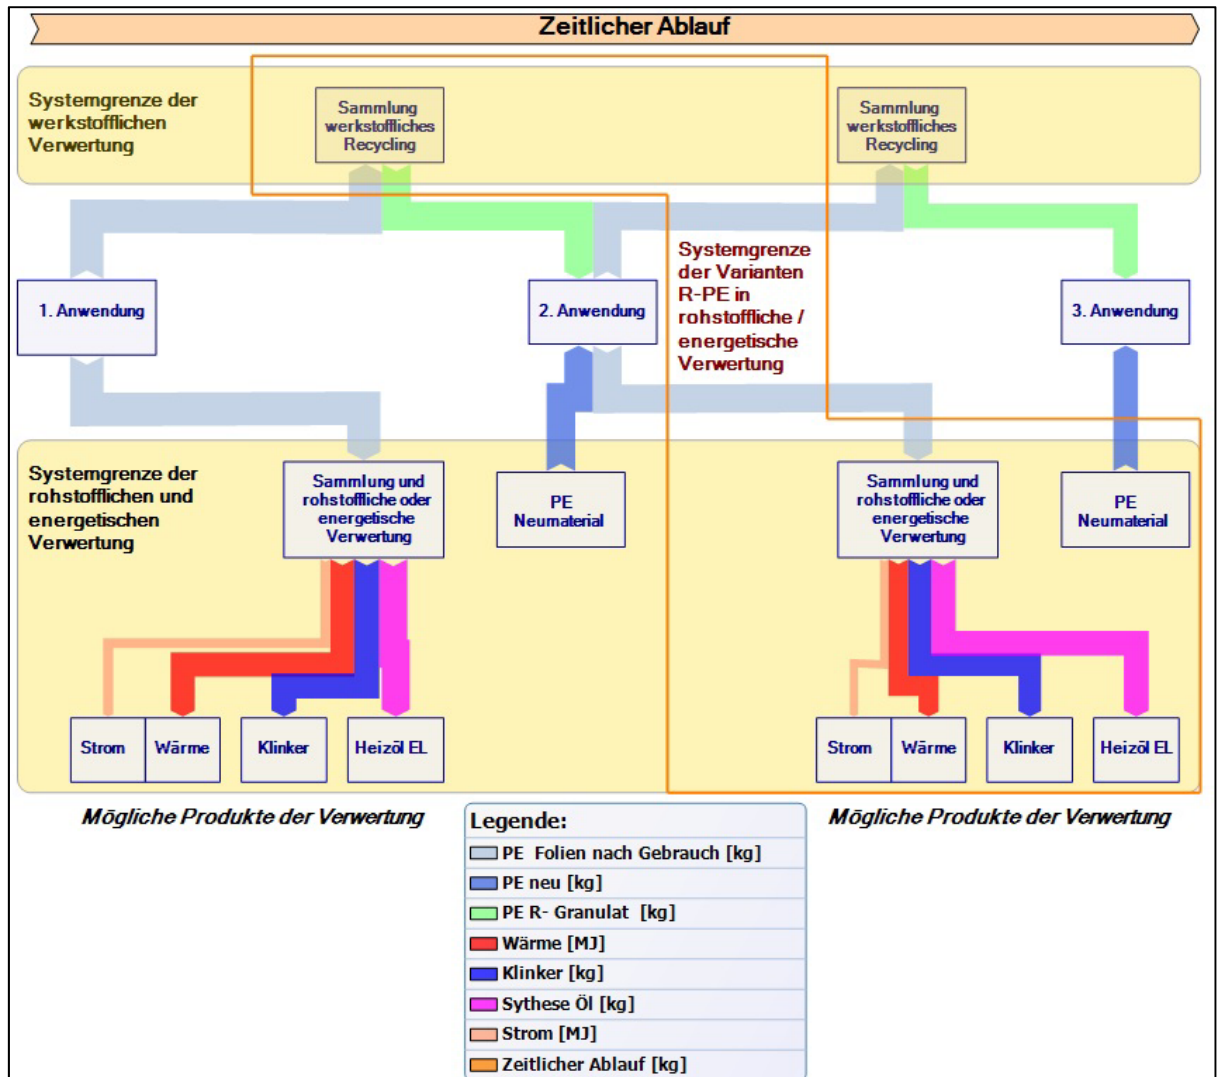 Zeitlicher Ablauf
Systemgrenze der
werkstofflichen
Verwertung
Sammlung
werkstoffliches
Recycling
Sammlung
werkstoffliches
Recycling
1. Anwendung
2. Anwendung
Systemgrenze
der Varianten
R-PE in
rohstoffliche /
energetische
Verwertung
3. Anwendung
Systemgrenze der
rohstofflichen und
energetischen
Verwertung
Sammlung und
rohstoffliche oder
energetische
Verwertung
PE
Neumaterial
Sammlung und
rohstoffliche oder
energetische
Verwertung
PE
Neumaterial
Strom
Wärme
Klinker
Heizöl EL
Strom
Wärme
Klinker
Heizöl EL
Mögliche Produkte der Verwertung
Mögliche Produkte der Verwertung
Legende:
PE Folien nach Gebrauch [kg]
PE neu [kg]
PE R- Granulat [kg]
Wärme [MJ]
Klinker [kg]
Sythese Öl [kg]
Strom [MJ]
Zeitlicher Ablauf [kg]